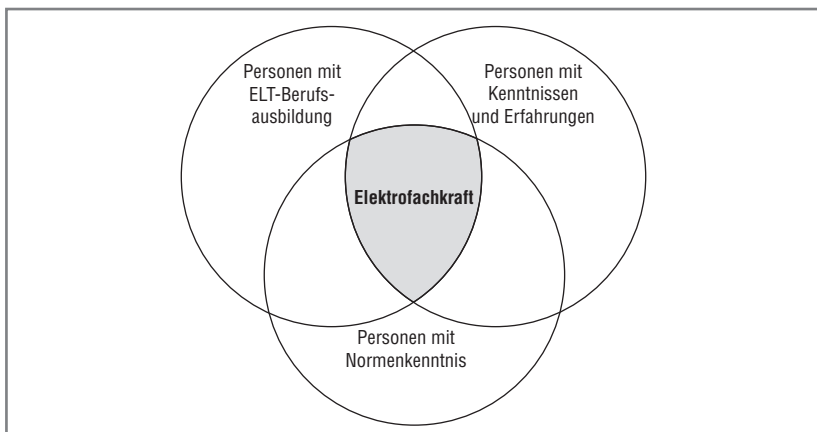 Personen mit
ELT-Berufs-
ausbildung
Personen mit
Kenntnissen
und Erfahrungen
Elektrofachkraft
Personen mit
Normenkenntnis